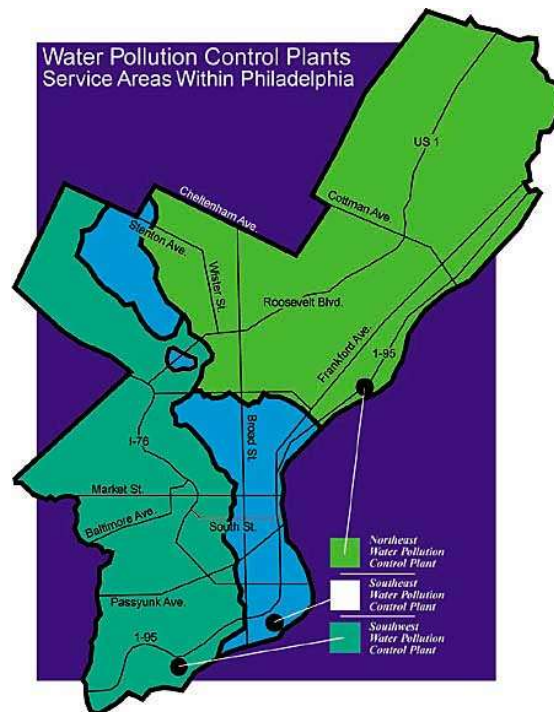 Water Pollution Control Plants
Service Areas Within Philadelphia
US 1
Cottman Ave.
Cheltenham Ave.
Stenton Ave.
Wister St.
Roosevelt Blvd.
Frankford Ave.
1-95
I-76
Broad St.
Market St.
Baltimore Ave.
South St.
Passyunk Ave.
1-95
Northeast
Water Pollution
Control Plant
Southeast
Water Pollution
Control Plant
Southwest
Water Pollution
Control Plant